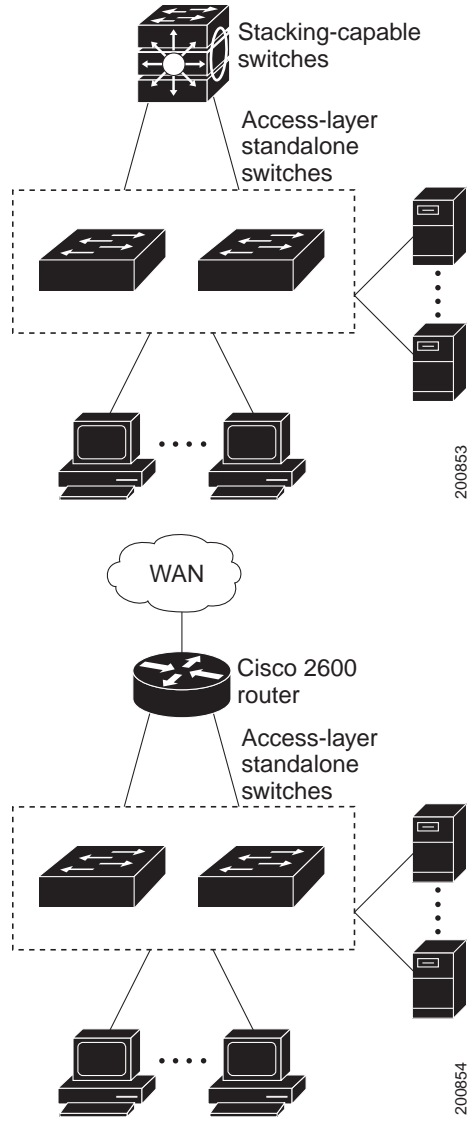 Stacking-capable
switches
Access-layer
standalone
switches
200853
WAN
Cisco 2600
router
Access-layer
standalone
switches
200854